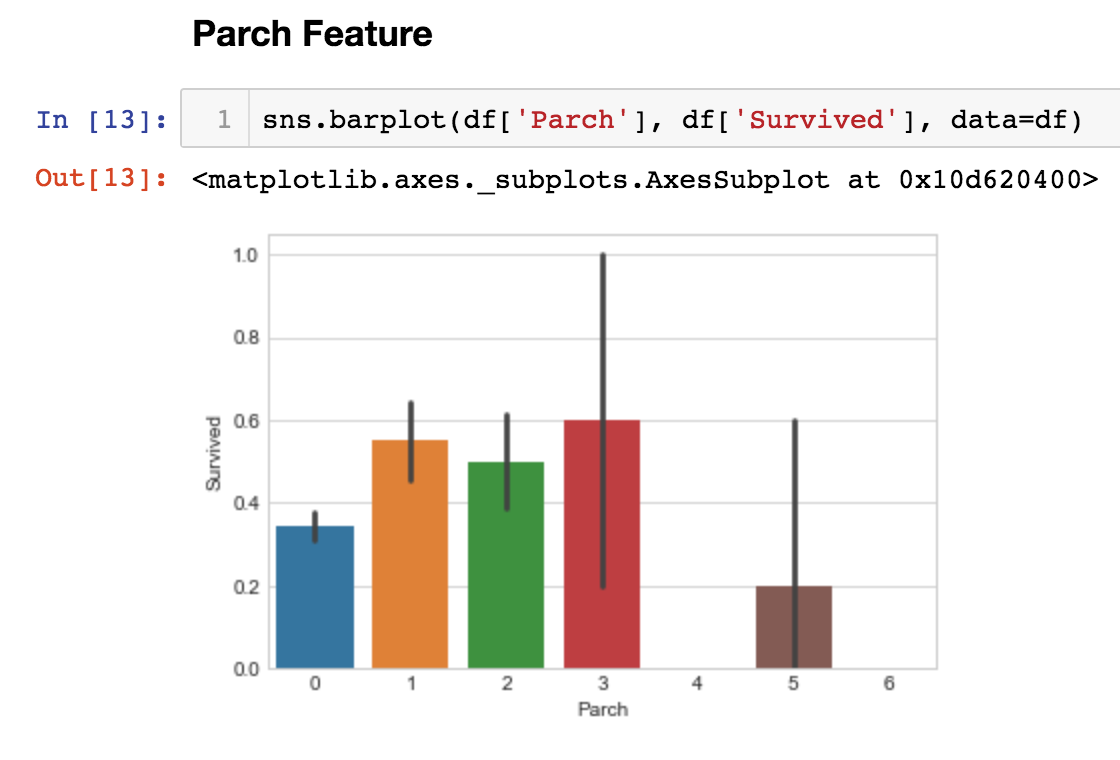 Parch Feature
In [13]: 1 sns.barplot(df['Parch'], df['Survived'], data=df)
Out[13]: <matplotlib.axes._subplots.AxesSubplot at 0x10d620400>
1.0
0.8
0.6
0.4
0.2
0.0
Survived
0 1 2 3 4 5 6
Parch